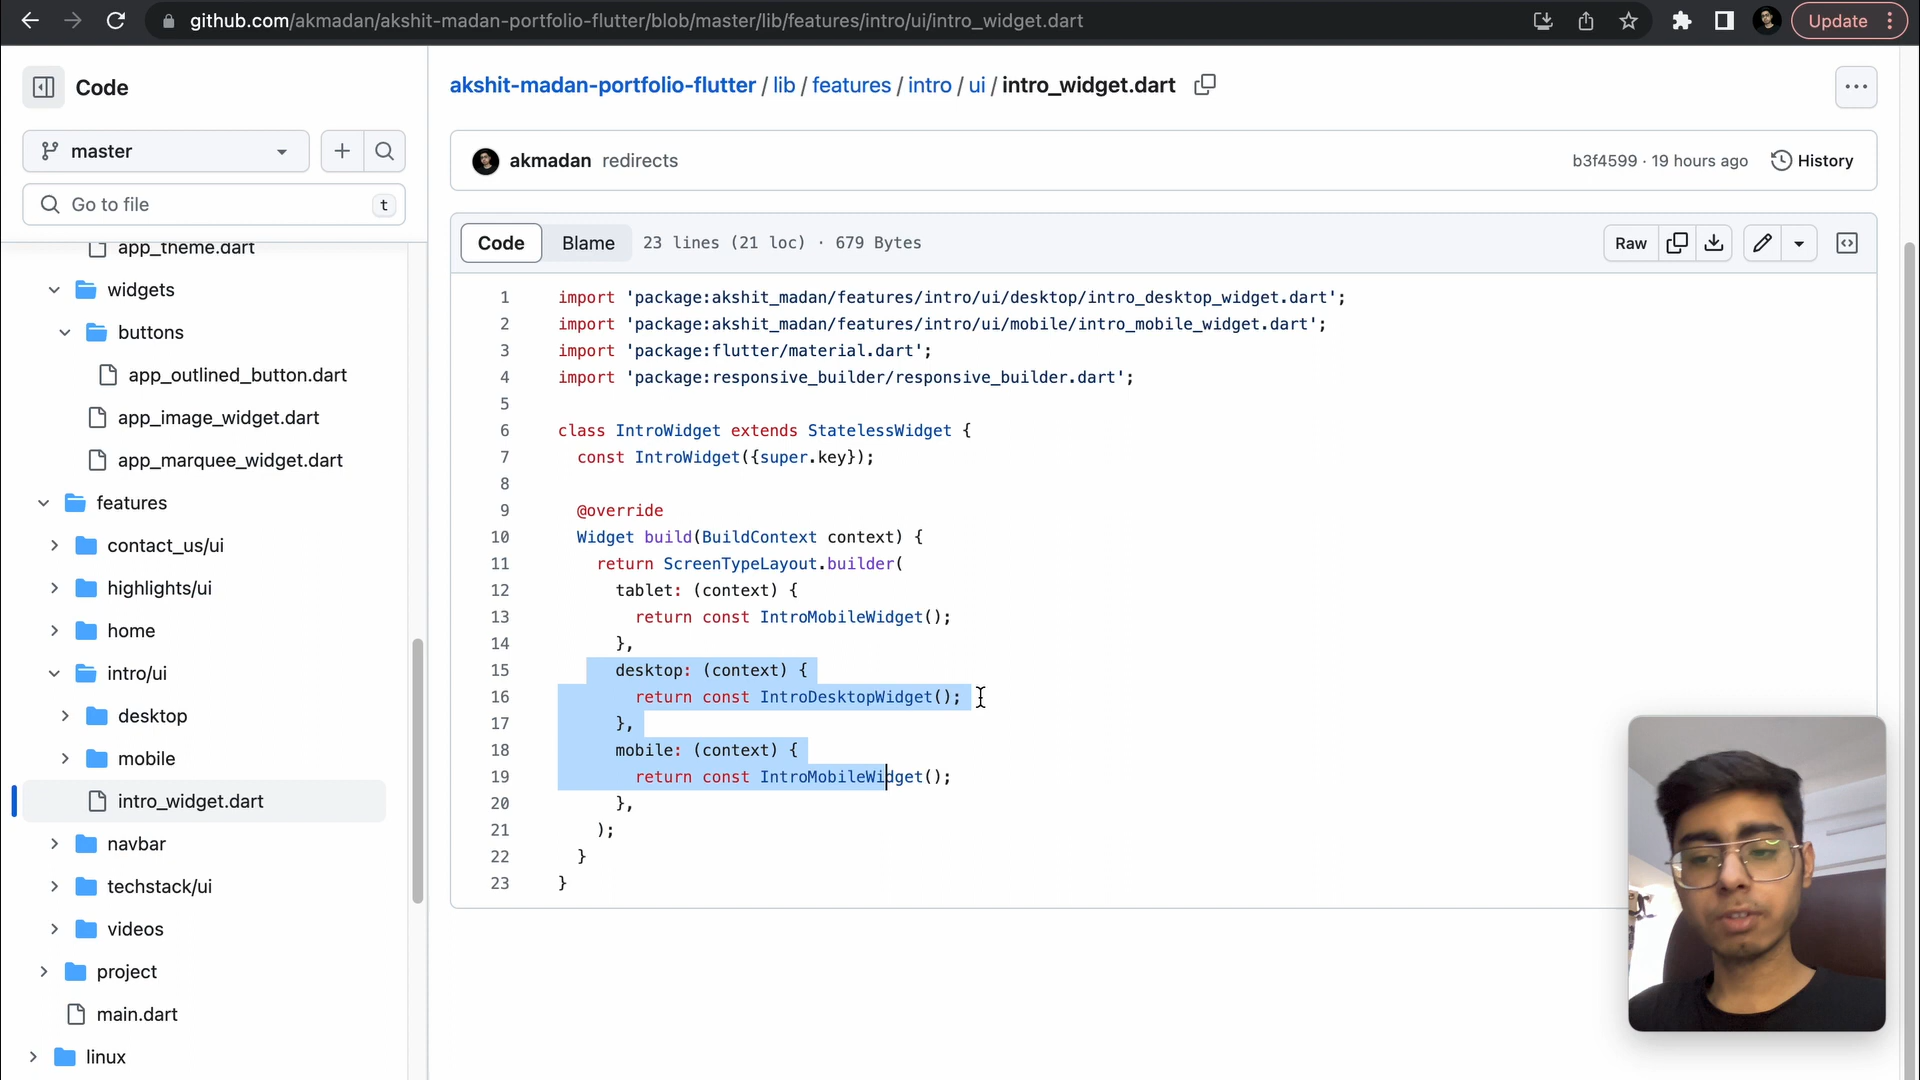 github.com/akmadan/akshit-madan-portfolio-flutter/blob/master/lib/features/intro/ui/intro_widget.dart
Update
Code
master
Go to file
t
app_theme.dart
widgets
buttons
app_outlined_button.dart
app_image_widget.dart
app_marquee_widget.dart
features
contact_us/ui
highlights/ui
home
intro/ui
desktop
mobile
intro_widget.dart
navbar
techstack/ui
videos
project
main.dart
linux
akshit-madan-portfolio-flutter / lib / features / intro / ui / intro_widget.dart
akmadan redirects
b3f4599 · 19 hours ago
History
Code Blame 23 lines (21 loc) · 679 Bytes
Raw
1 import 'package:akshit_madan/features/intro/ui/desktop/intro_desktop_widget.dart';
2 import 'package:akshit_madan/features/intro/ui/mobile/intro_mobile_widget.dart';
3 import 'package:flutter/material.dart';
4 import 'package:responsive_builder/responsive_builder.dart';
5
6 class IntroWidget extends StatelessWidget {
7 const IntroWidget({super.key});
8
9 @override
10 Widget build(BuildContext context) {
11 return ScreenTypeLayout.builder(
12 tablet: (context) {
13 return const IntroMobileWidget();
14 },
15 desktop: (context) {
16 return const IntroDesktopWidget();
17 },
18 mobile: (context) {
19 return const IntroMobileWidget();
20 },
21 );
22 }
23 }